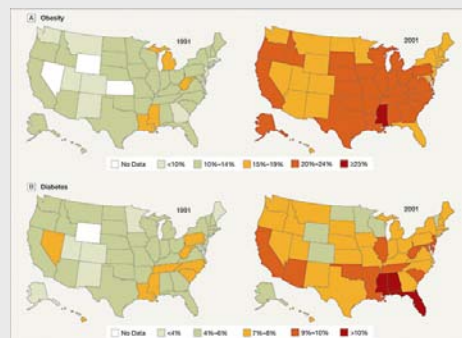 A Obesity
1991 2001
No Data <10% 10%–14% 15%–19% 20%–24% ≥25%
B Diabetes
1991 2001
No Data <4% 4%–6% 7%–8% 9%–10% >10%